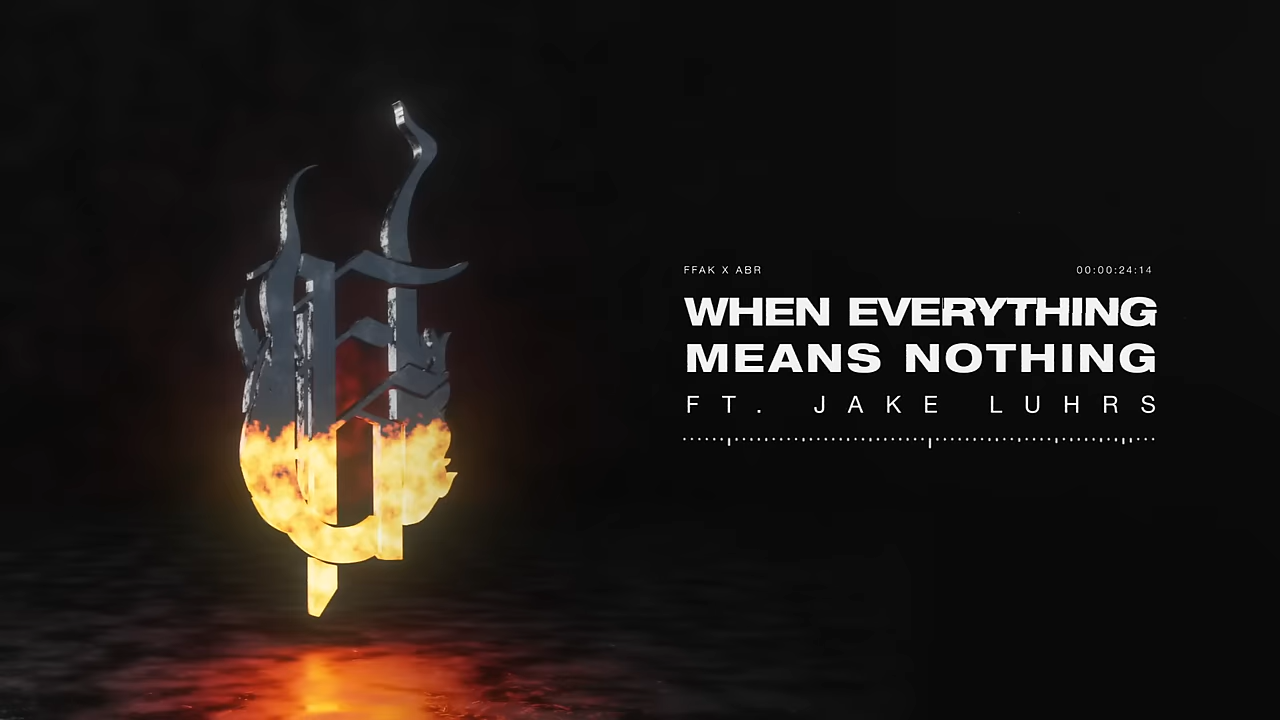 FFAK X ABR
00:00:24:14
WHEN EVERYTHING
MEANS NOTHING
FT. JAKE LUHRS